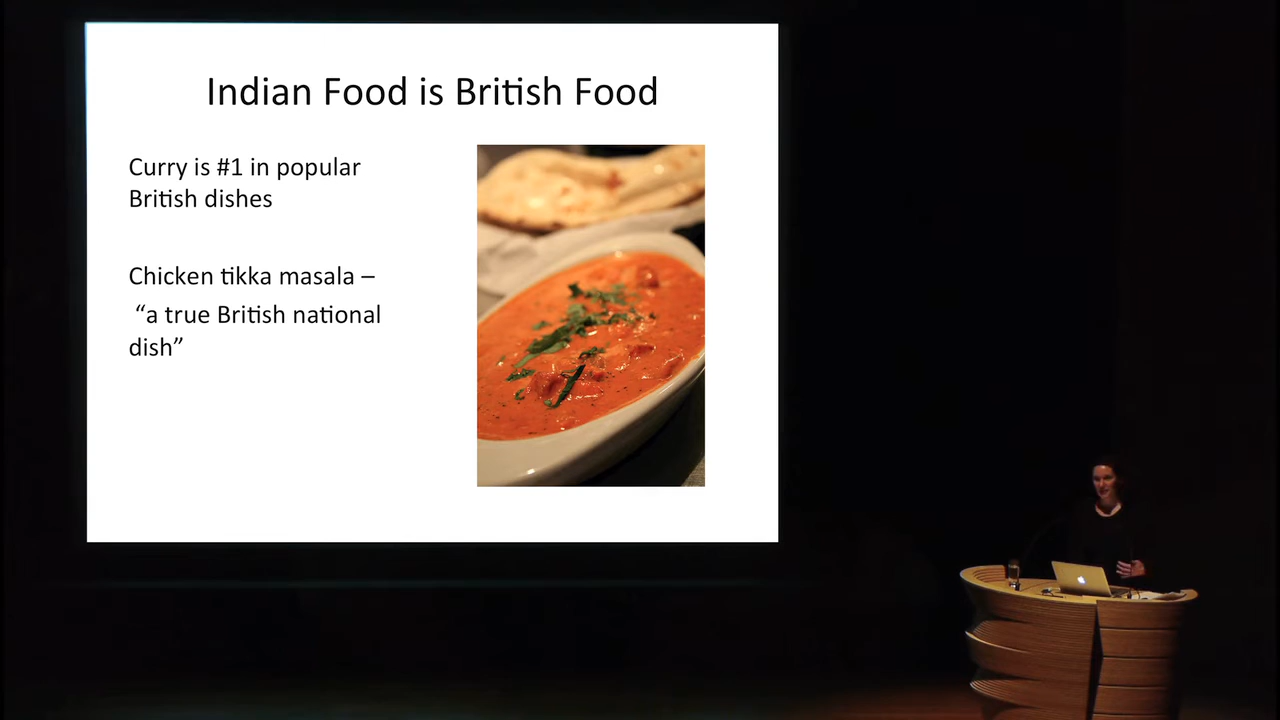 Indian Food is British Food
Curry is #1 in popular
British dishes
Chicken tikka masala –
“a true British national
dish”